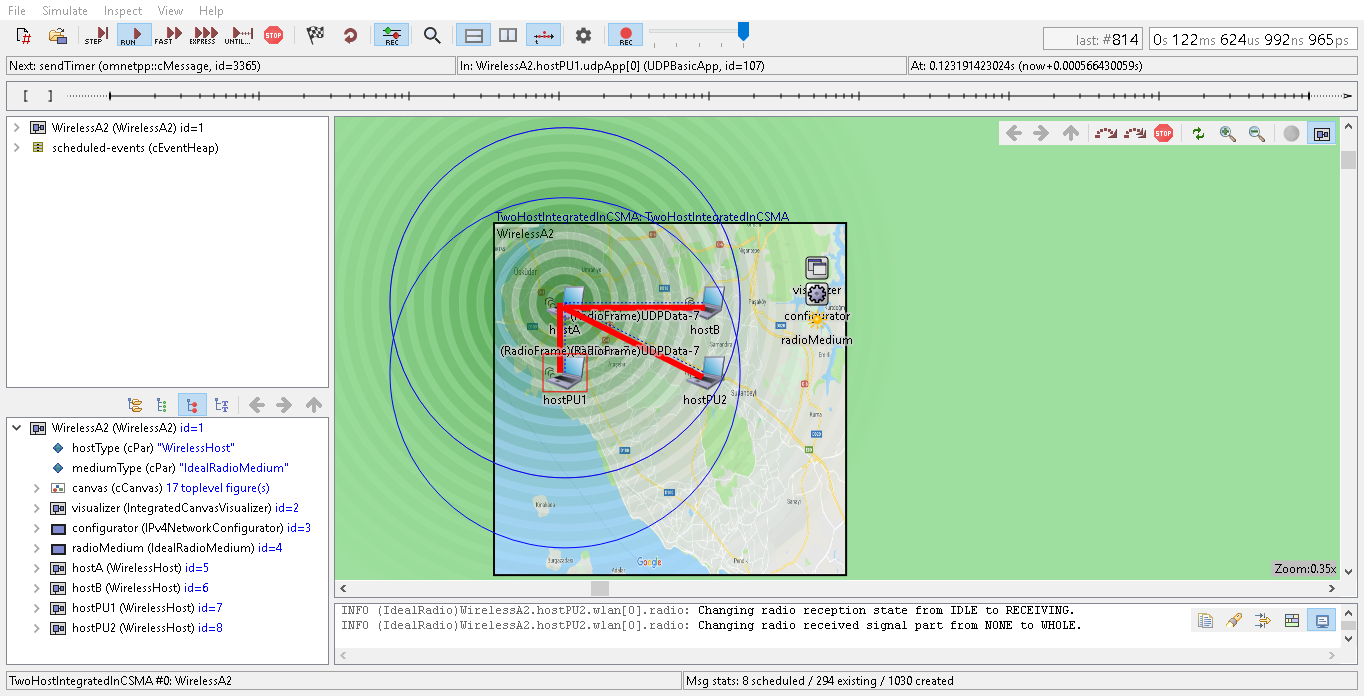 File Simulate Inspect View Help
STEP RUN FAST EXPRESS UNTIL... STOP REC REC
last: #814 0s 122ms 624us 992ns 965ps
Next: sendTimer (omnetpp::cMessage, id=3365) In: WirelessA2.hostPU1.udpApp[0] (UDPBasicApp, id=107) At: 0.123191423024s (now+0.000566430059s)
WirelessA2 (WirelessA2) id=1
scheduled-events (cEventHeap)
WirelessA2 (WirelessA2) id=1
hostType (cPar) "WirelessHost"
mediumType (cPar) "IdealRadioMedium"
canvas (cCanvas) 17 toplevel figure(s)
visualizer (IntegratedCanvasVisualizer) id=2
configurator (IPv4NetworkConfigurator) id=3
radioMedium (IdealRadioMedium) id=4
hostA (WirelessHost) id=5
hostB (WirelessHost) id=6
hostPU1 (WirelessHost) id=7
hostPU2 (WirelessHost) id=8
STOP
TwoHostIntegratedInCSMA: TwoHostIntegratedInCSMA
WirelessA2
visualizer
configurator
radioMedium
(RadioFrame)UDPData-7
hostA
hostB
(RadioFrame)
(RadioFrame)UDPData-7
hostPU1
hostPU2
Paşaköy
Google
Pendik
Zoom:0.35x
INFO (IdealRadio)WirelessA2.hostPU2.wlan[0].radio: Changing radio reception state from IDLE to RECEIVING.
INFO (IdealRadio)WirelessA2.hostPU2.wlan[0].radio: Changing radio received signal part from NONE to WHOLE.
TwoHostIntegratedInCSMA #0: WirelessA2 Msg stats: 8 scheduled / 294 existing / 1030 created